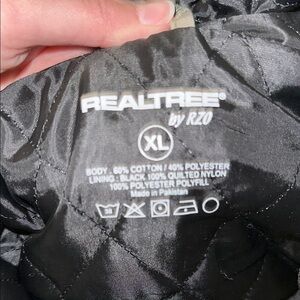 REALTREE®
by RZO
XL
BODY : 60% COTTON / 40% POLYESTER
LINING : BLACK 100% QUILTED NYLON
100% POLYESTER POLYFILL
Made in Pakistan